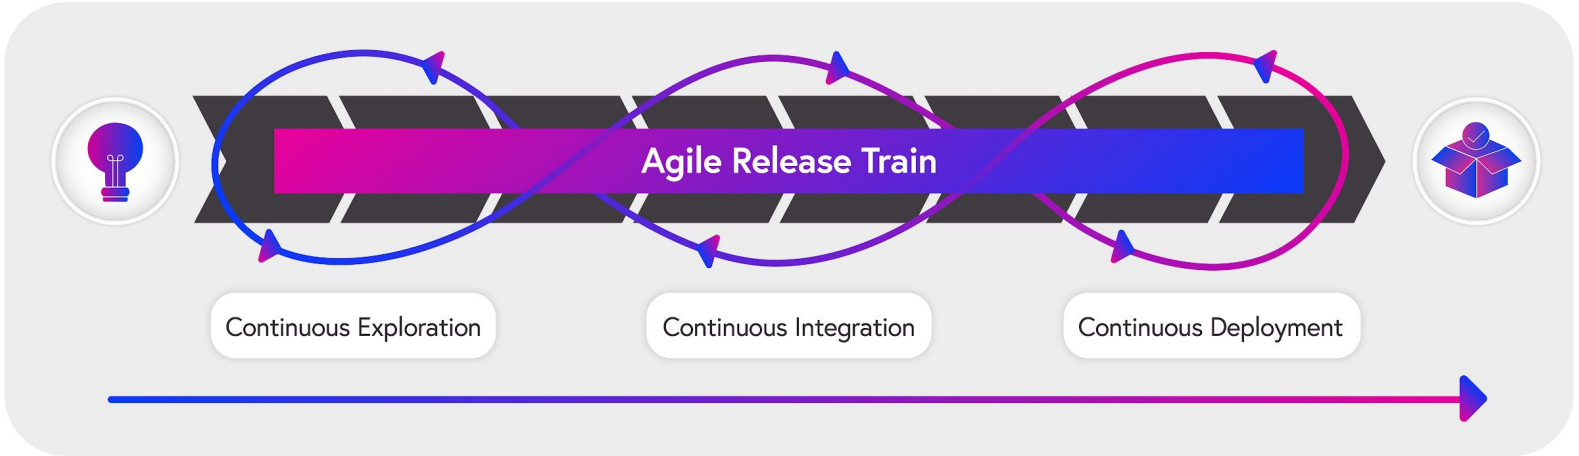 Agile Release Train
Continuous Exploration
Continuous Integration
Continuous Deployment